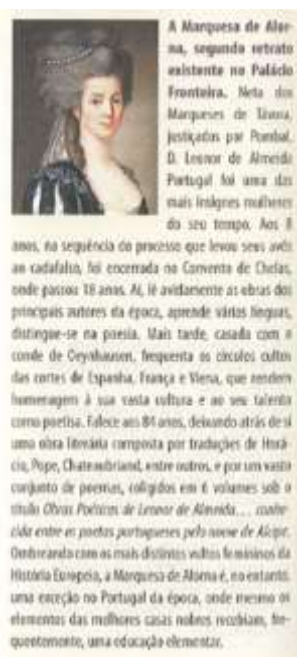 A Marquesa de Alor-
na, segundo retrato
existente no Palácio
Fronteira. Neta dos
Marqueses de Távora,
justiçados por Pombal,
D. Leonor de Almeida
Portugal foi uma das
mais insignes mulheres
do seu tempo. Aos 8
anos, na sequência do processo que levou seus avós
ao cadafalso, foi encerrada no Convento de Chelas,
onde passou 18 anos. Aí, lê avidamente as obras dos
principais autores da época, aprende várias línguas,
distingue-se na poesia. Mais tarde, casada com o
conde de Oeynhausen, frequenta os círculos cultos
das cortes de Espanha, França e Viena, que rendem
homenagem à sua vasta cultura e ao seu talento
como poetisa. Falece aos 84 anos, deixando atrás de si
uma obra literária composta por traduções de Horá-
cio, Pope, Chateaubriand, entre outros, e por um vasto
conjunto de poemas, coligidos em 6 volumes sob o
título Obras Poéticas de Leonor de Almeida... conhe-
cida entre os poetas portugueses pelo nome de Alcipe.
Ombreando com os mais distintos vultos femininos da
História Europeia, a Marquesa de Alorna é, no entanto,
uma exceção no Portugal da época, onde mesmo os
elementos das melhores casas nobres recebiam, fre-
quentemente, uma educação elementar.